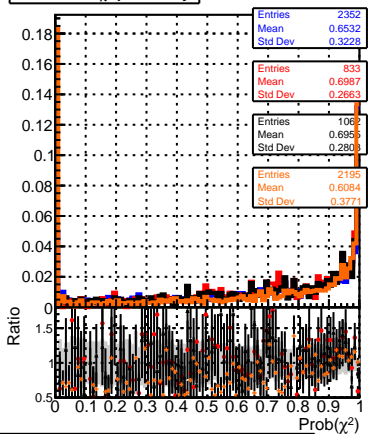 Entries 2352
Mean 0.6532
Std Dev 0.3228
Entries 833
Mean 0.6987
Std Dev 0.2663
Entries 1062
Mean 0.6955
Std Dev 0.2803
Entries 2195
Mean 0.6084
Std Dev 0.3771
0.18
0.16
0.14
0.12
0.1
0.08
0.06
0.04
0.02
0
Ratio
1.5
1
0.5
0 0.1 0.2 0.3 0.4 0.5 0.6 0.7 0.8 0.9 1
Prob(χ²)